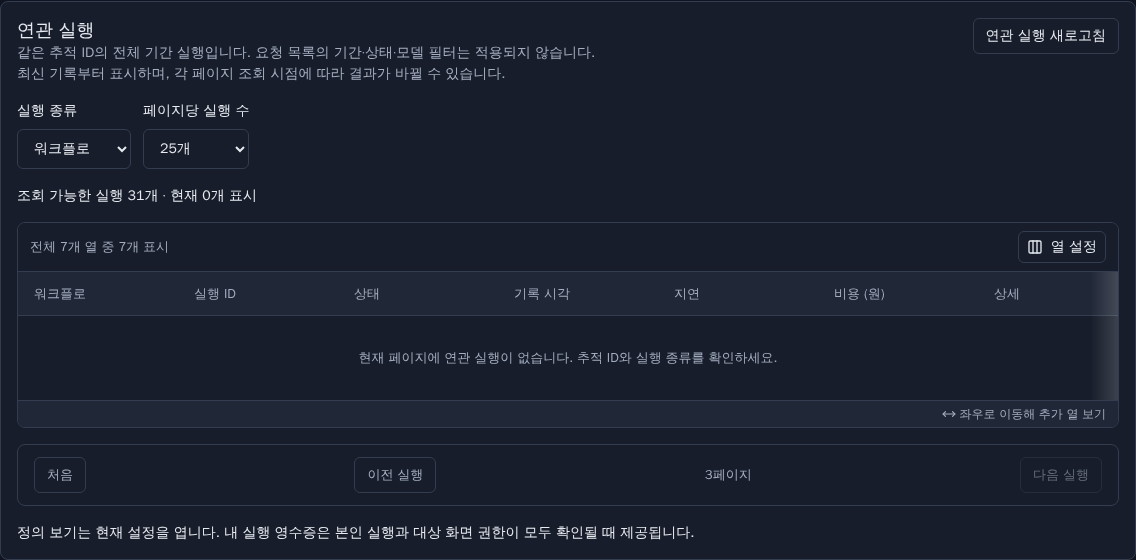 연관 실행
연관 실행 새로고침
같은 추적 ID의 전체 기간 실행입니다. 요청 목록의 기간·상태·모델 필터는 적용되지 않습니다.
최신 기록부터 표시하며, 각 페이지 조회 시점에 따라 결과가 바뀔 수 있습니다.
실행 종류 페이지당 실행 수
워크플로 25개
조회 가능한 실행 31개 · 현재 0개 표시
전체 7개 열 중 7개 표시 열 설정
워크플로 실행 ID 상태 기록 시각 지연 비용 (원) 상세
현재 페이지에 연관 실행이 없습니다. 추적 ID와 실행 종류를 확인하세요.
↔ 좌우로 이동해 추가 열 보기
처음 이전 실행 3페이지 다음 실행
정의 보기는 현재 설정을 엽니다. 내 실행 영수증은 본인 실행과 대상 화면 권한이 모두 확인될 때 제공됩니다.